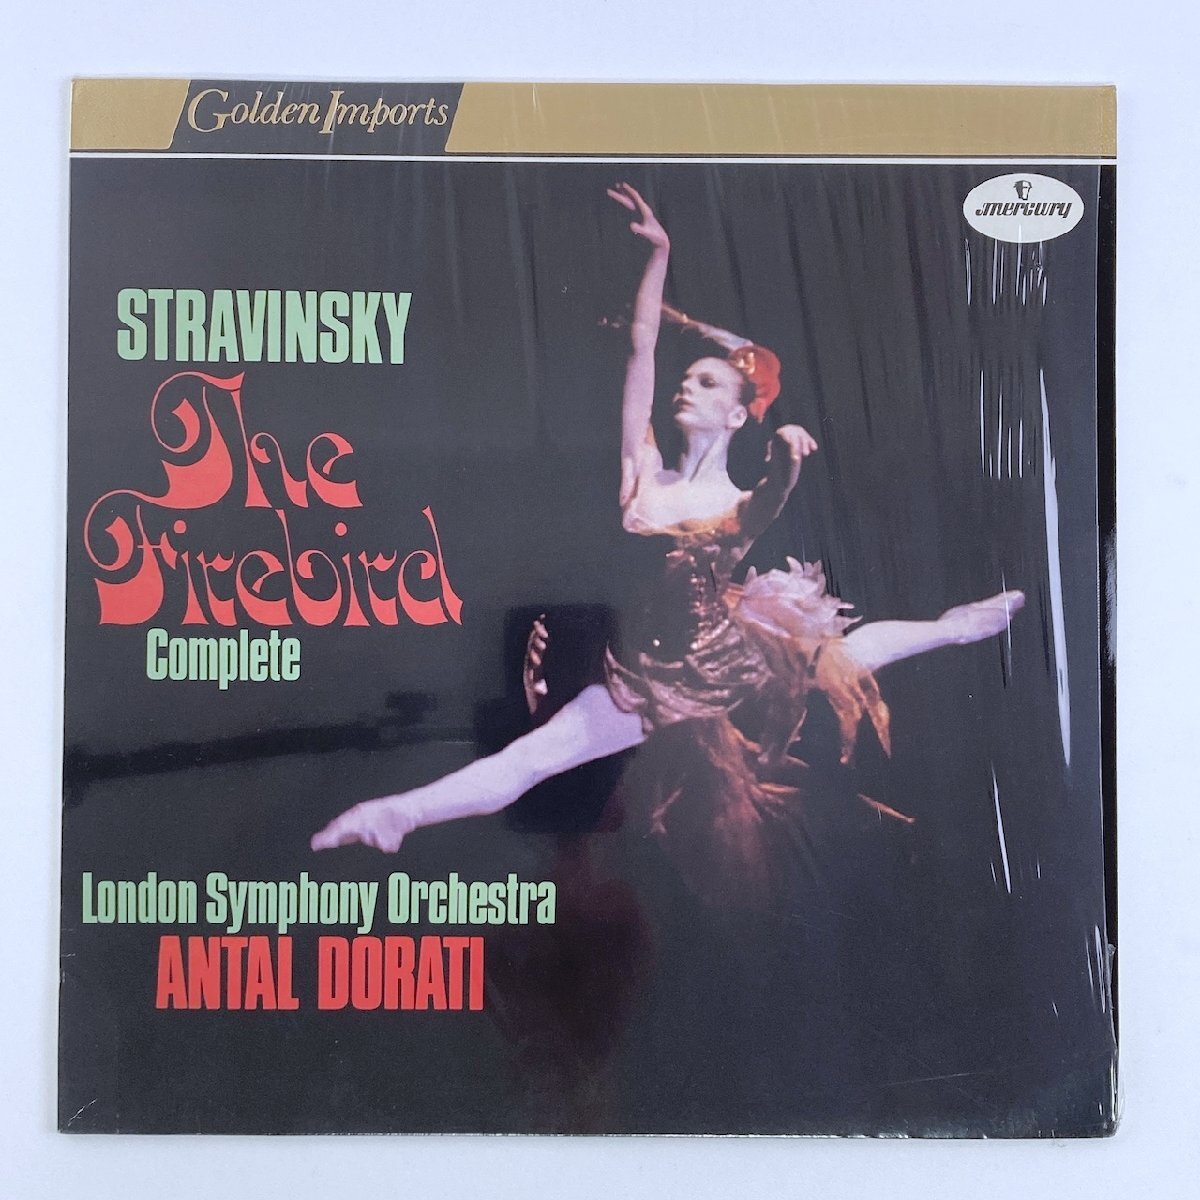 Golden Imports
mercury
STRAVINSKY
The
Firebird
Complete
London Symphony Orchestra
ANTAL DORATI